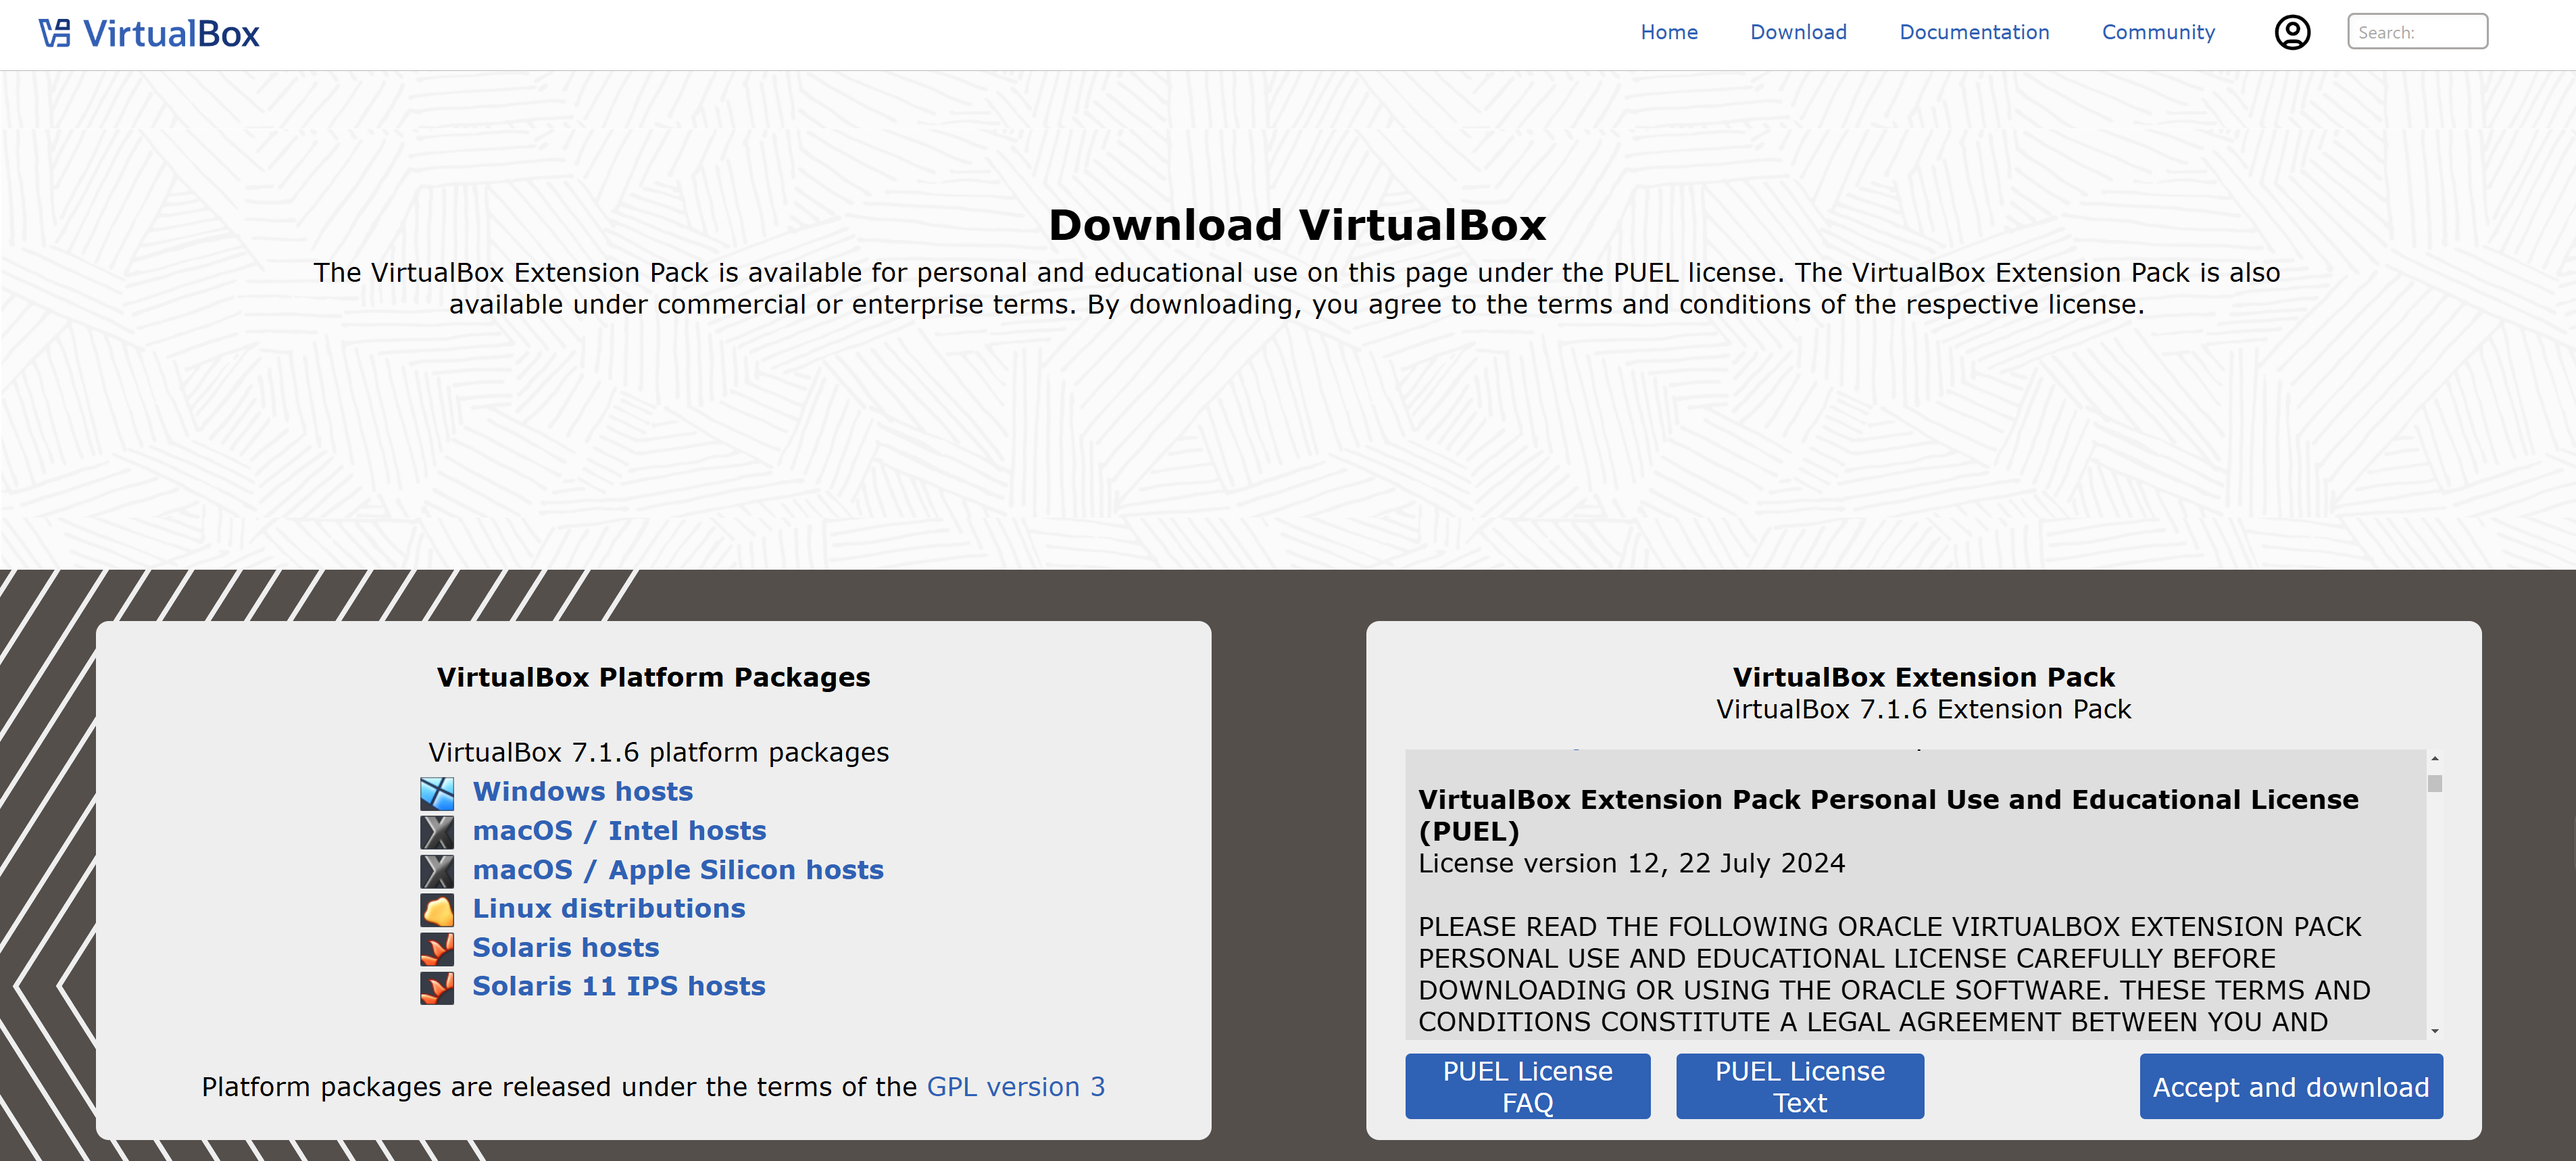 VirtualBox
Home
Download
Documentation
Community
Search:
Download VirtualBox
The VirtualBox Extension Pack is available for personal and educational use on this page under the PUEL license. The VirtualBox Extension Pack is also
available under commercial or enterprise terms. By downloading, you agree to the terms and conditions of the respective license.
VirtualBox Platform Packages
VirtualBox 7.1.6 platform packages
Windows hosts
macOS / Intel hosts
macOS / Apple Silicon hosts
Linux distributions
Solaris hosts
Solaris 11 IPS hosts
Platform packages are released under the terms of the GPL version 3
VirtualBox Extension Pack
VirtualBox 7.1.6 Extension Pack
VirtualBox Extension Pack Personal Use and Educational License
(PUEL)
License version 12, 22 July 2024
PLEASE READ THE FOLLOWING ORACLE VIRTUALBOX EXTENSION PACK
PERSONAL USE AND EDUCATIONAL LICENSE CAREFULLY BEFORE
DOWNLOADING OR USING THE ORACLE SOFTWARE. THESE TERMS AND
CONDITIONS CONSTITUTE A LEGAL AGREEMENT BETWEEN YOU AND
PUEL License
FAQ
PUEL License
Text
Accept and download